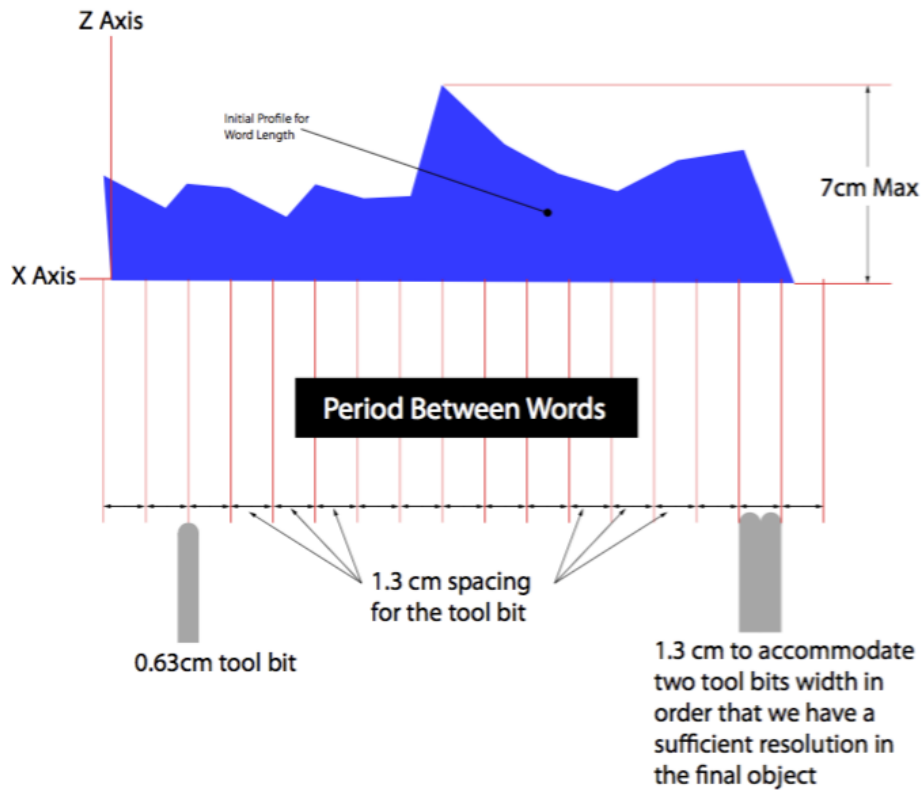 Z Axis
Initial Profile for
Word Length
7cm Max
X Axis
Period Between Words
1.3 cm spacing
for the tool bit
0.63cm tool bit
1.3 cm to accommodate
two tool bits width in
order that we have a
sufficient resolution in
the final object